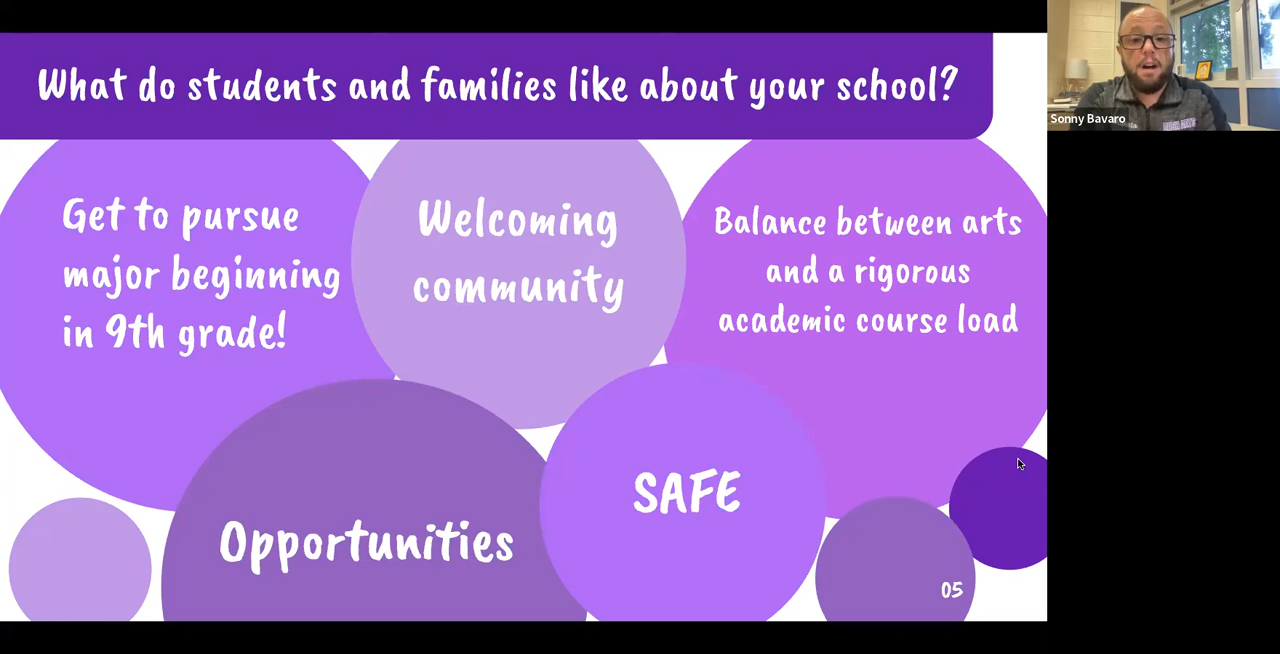 What do students and families like about your school?
Get to pursue
major beginning
in 9th grade!
Welcoming
community
Balance between arts
and a rigorous
academic course load
Opportunities
SAFE
05
Sonny Bavaro